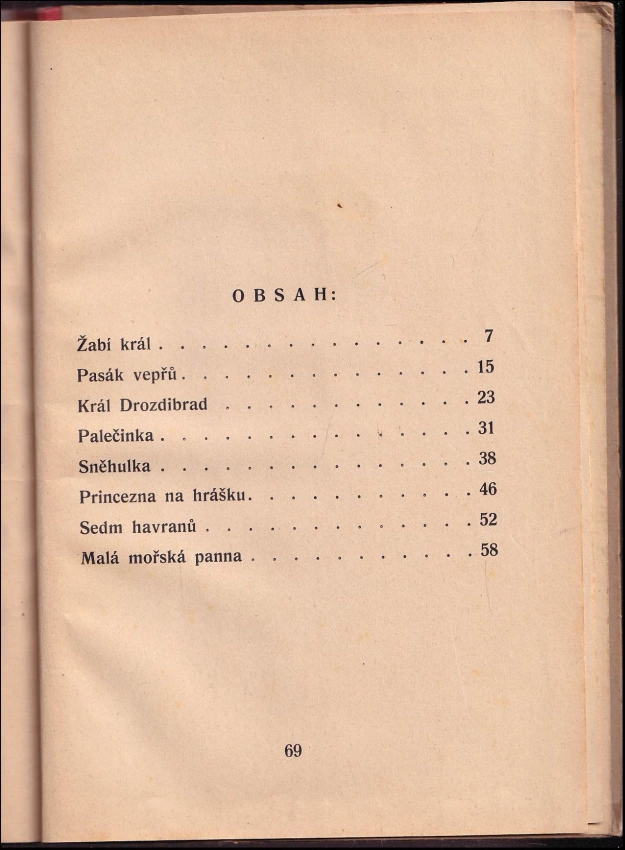 OBSAH:
Žabí král . . . . . . . . . . . . . . . 7
Pasák vepřů . . . . . . . . . . . . . . 15
Král Drozdibrad . . . . . . . . . . . . 23
Palečinka . . . . . . . . . . . . . . . 31
Sněhulka . . . . . . . . . . . . . . . 38
Princezna na hrášku . . . . . . . . . . 46
Sedm havranů . . . . . . . . . . . . . 52
Malá mořská panna . . . . . . . . . . . 58
69